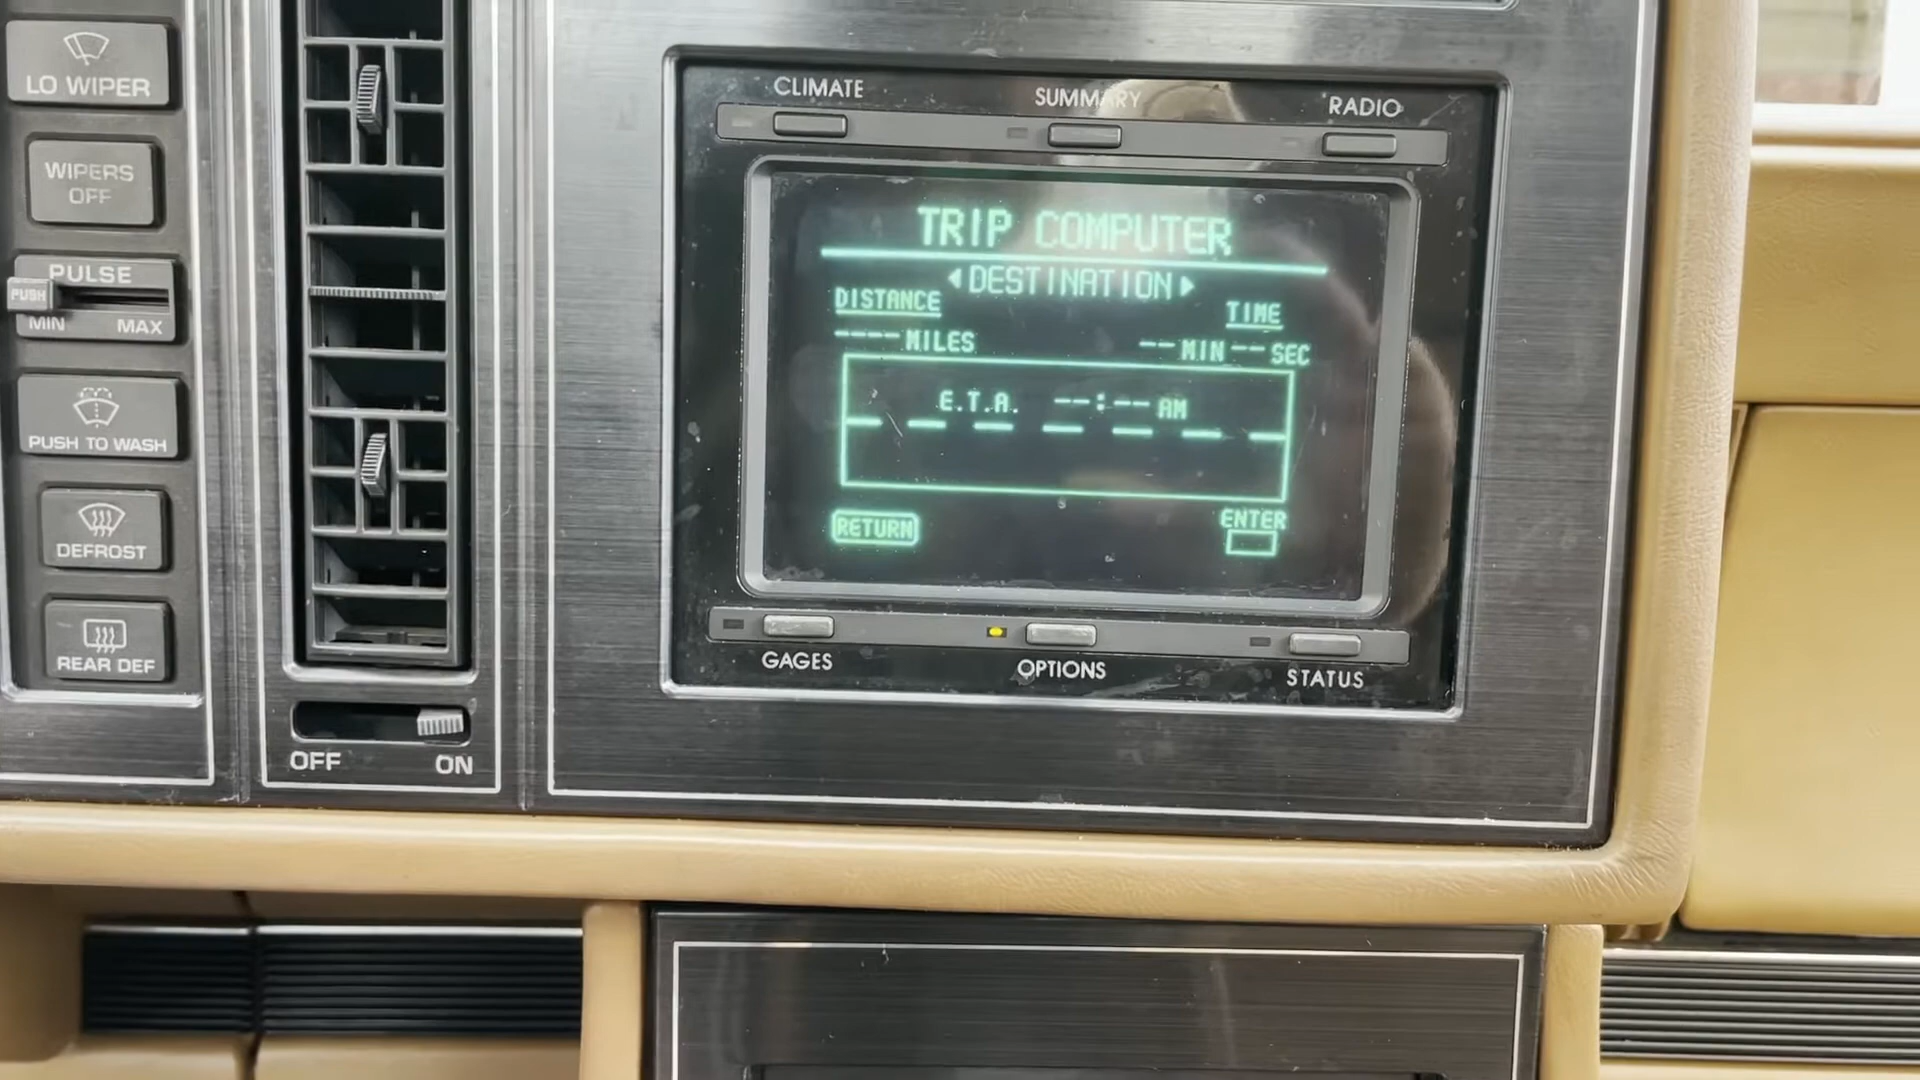 LO WIPER
WIPERS
OFF
PULSE
PUSH
MIN MAX
PUSH TO WASH
DEFROST
REAR DEF
OFF ON
CLIMATE SUMMARY RADIO
TRIP COMPUTER
◀DESTINATION▶
DISTANCE TIME
----MILES --MIN--SEC
E.T.A. --:--AM
RETURN ENTER
GAGES OPTIONS STATUS